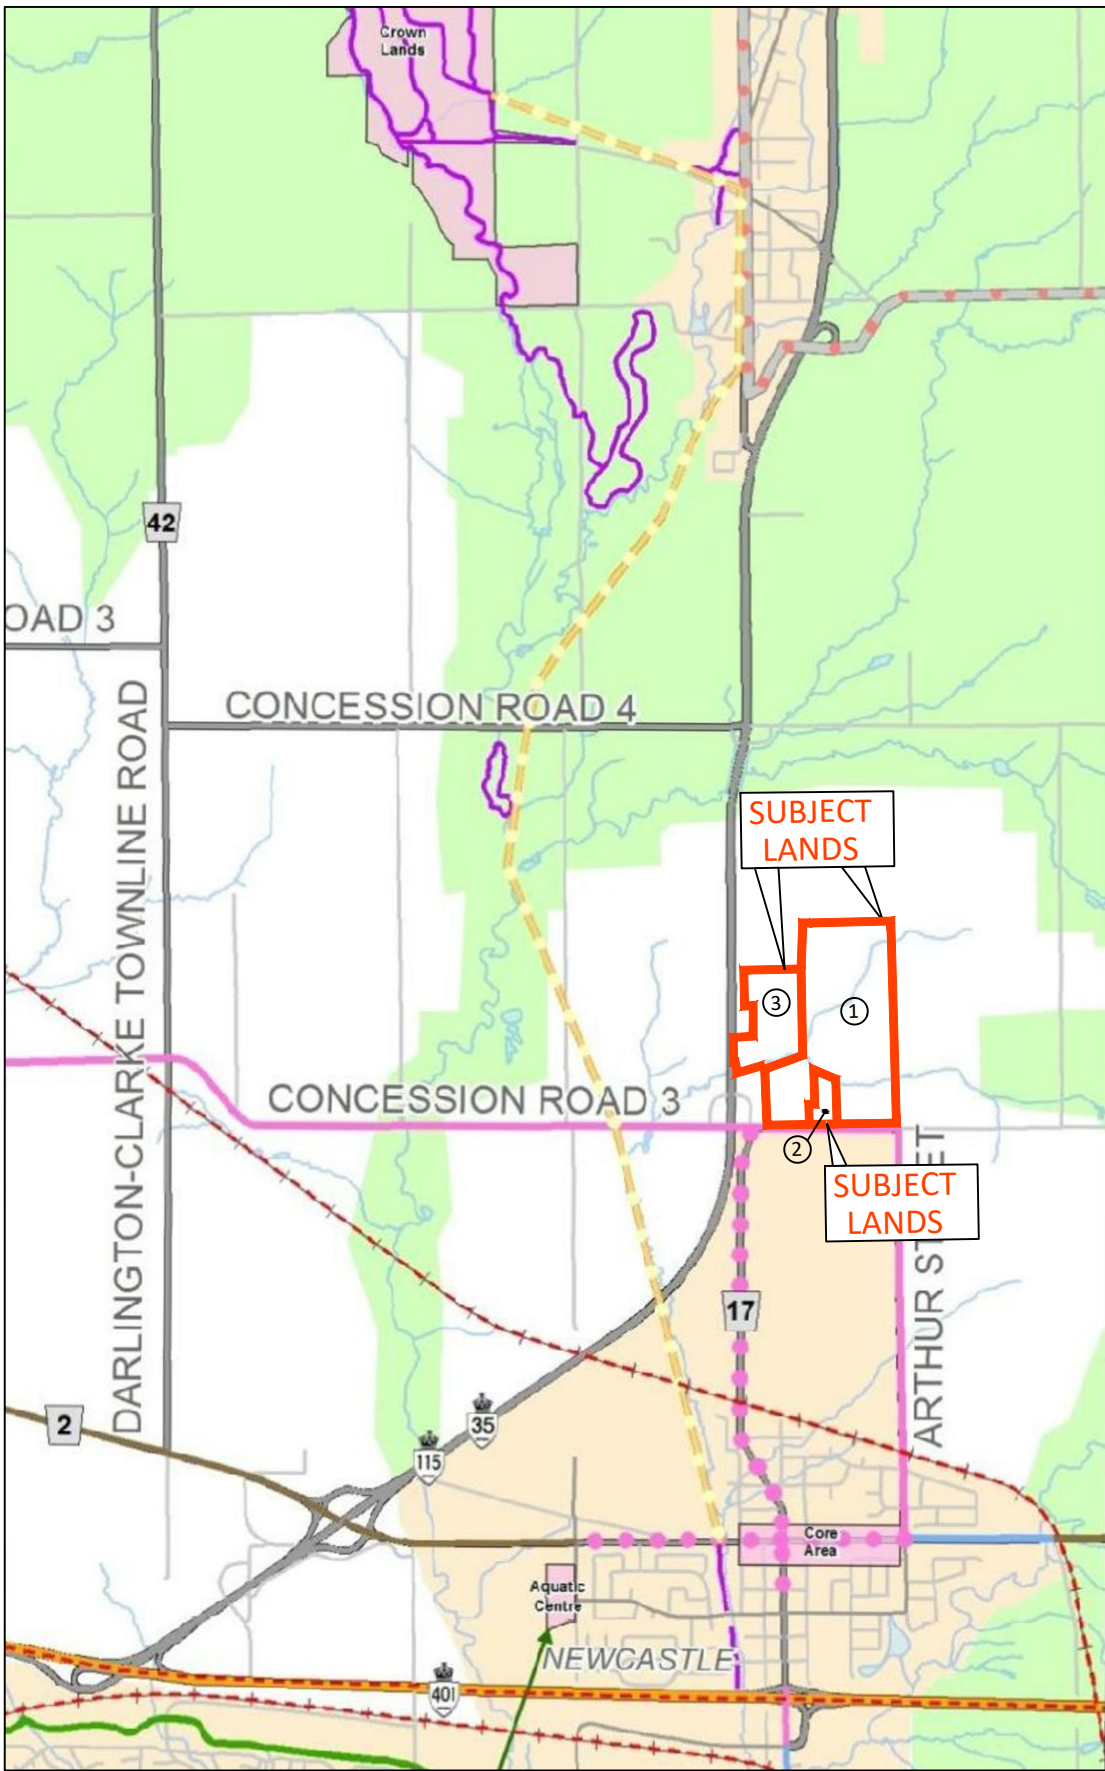 Crown
Lands
42
OAD 3
CONCESSION ROAD 4
DARLINGTON-CLARKE TOWNLINE ROAD
SUBJECT
LANDS
③
①
CONCESSION ROAD 3
②
SUBJECT
LANDS
ARTHUR ST ET
17
2
35
115
Core
Area
Aquatic
Centre
NEWCASTLE
401